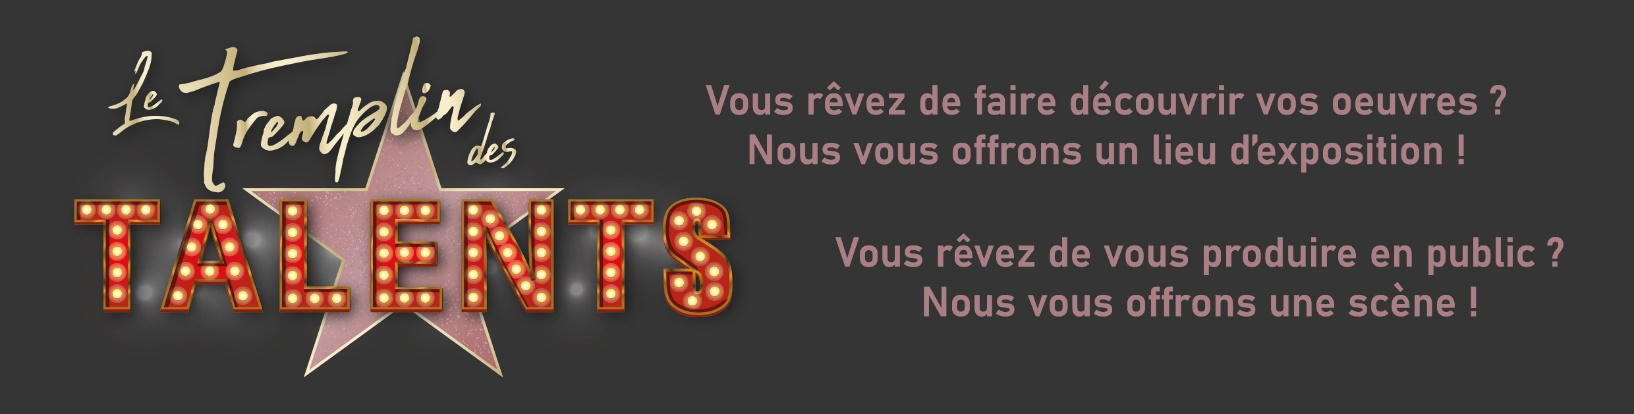 Le Tremplin des
TALENTS
Vous rêvez de faire découvrir vos oeuvres ?
Nous vous offrons un lieu d'exposition !
Vous rêvez de vous produire en public ?
Nous vous offrons une scène !